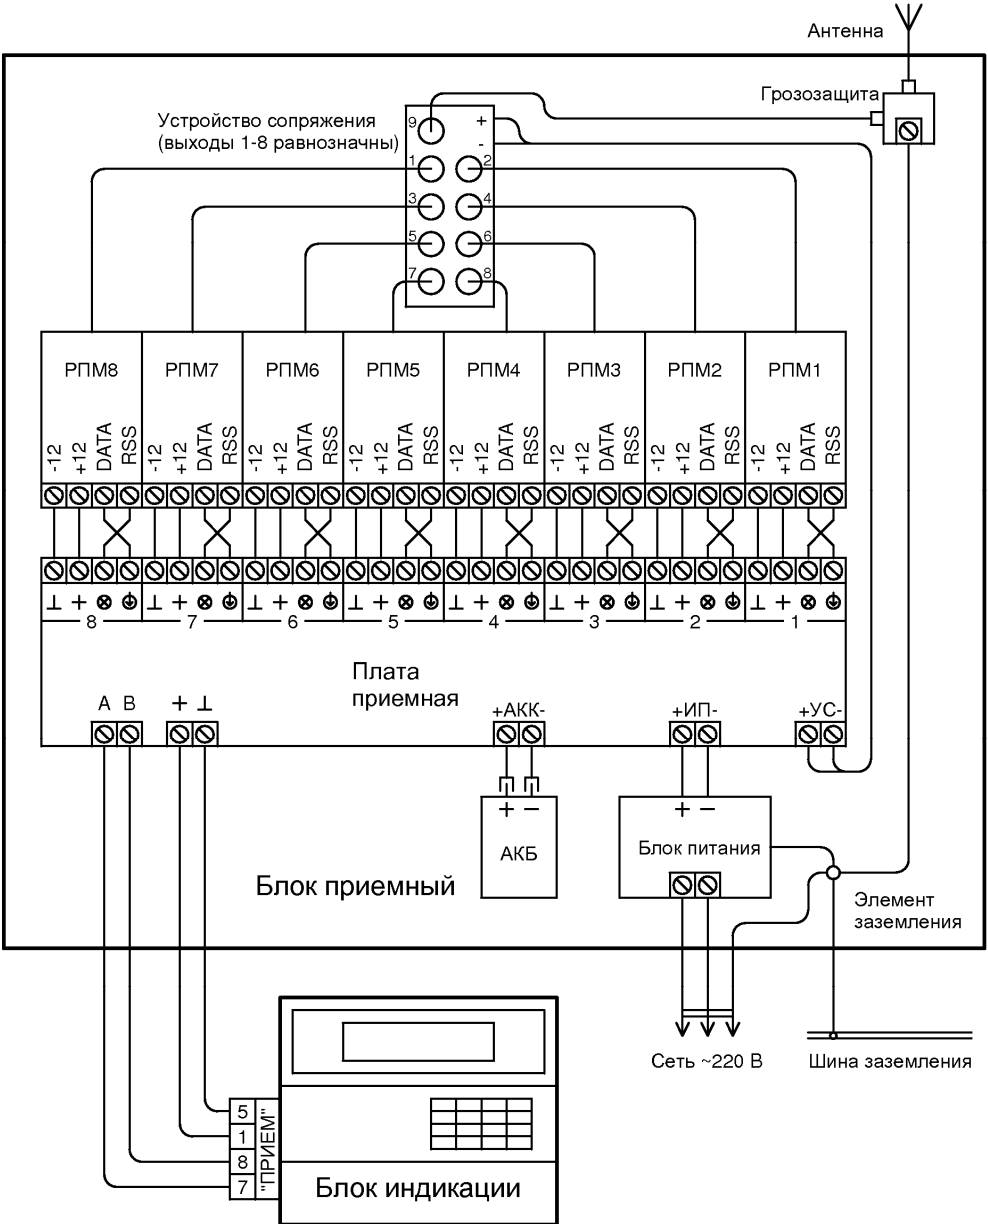 Антенна
Грозозащита
Устройство сопряжения
(выходы 1-8 равнозначны)
9 + -
1 2
3 4
5 6
7 8
РПМ8 РПМ7 РПМ6 РПМ5 РПМ4 РПМ3 РПМ2 РПМ1
-12 +12 DATA RSS -12 +12 DATA RSS -12 +12 DATA RSS -12 +12 DATA RSS -12 +12 DATA RSS -12 +12 DATA RSS -12 +12 DATA RSS -12 +12 DATA RSS
⊥ + ⊥ + ⊥ + ⊥ + ⊥ + ⊥ + ⊥ + ⊥ +
8 7 6 5 4 3 2 1
Плата
приемная
A B + ⊥
+АКК- +ИП- +УС-
+ − + −
АКБ
Блок питания
Блок приемный
Элемент
заземления
Сеть ~220 В
Шина заземления
5
1
8
7
"ПРИЕМ"
Блок индикации